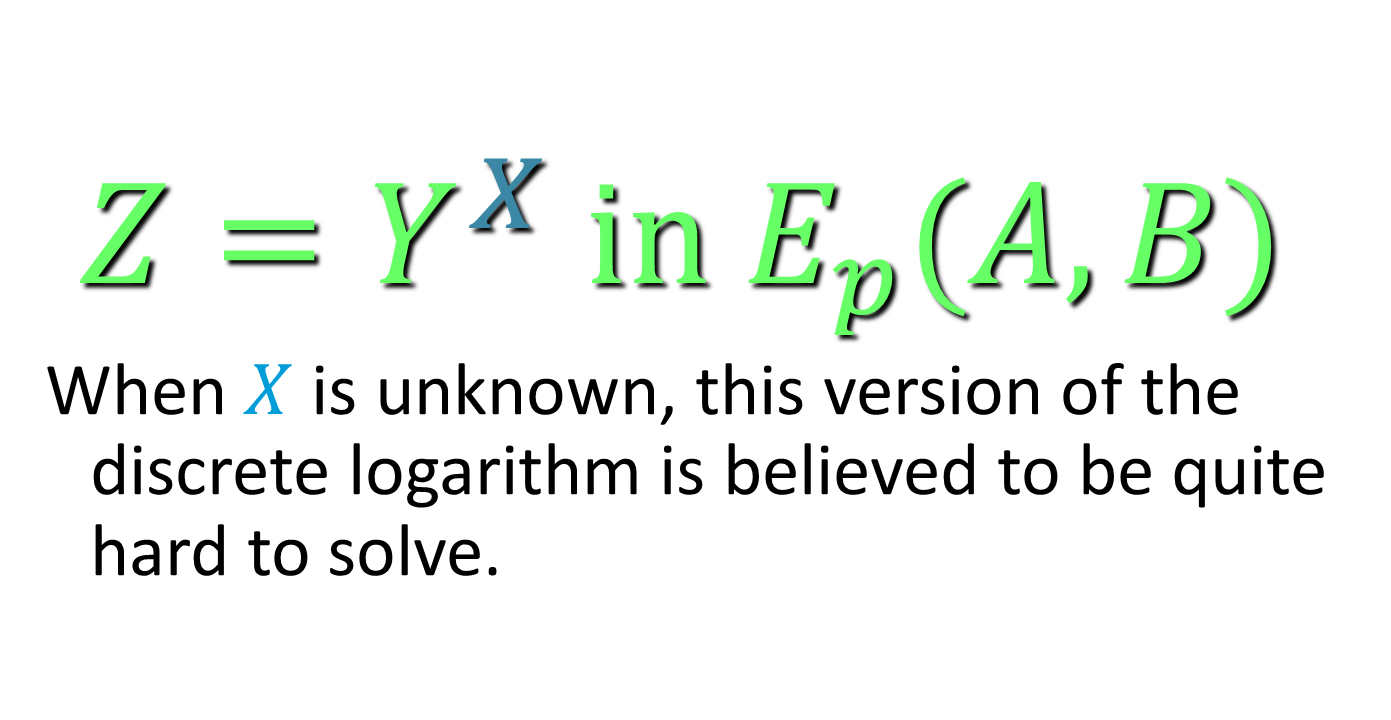 Z = Y^X in E_p(A, B)
When X is unknown, this version of the
discrete logarithm is believed to be quite
hard to solve.